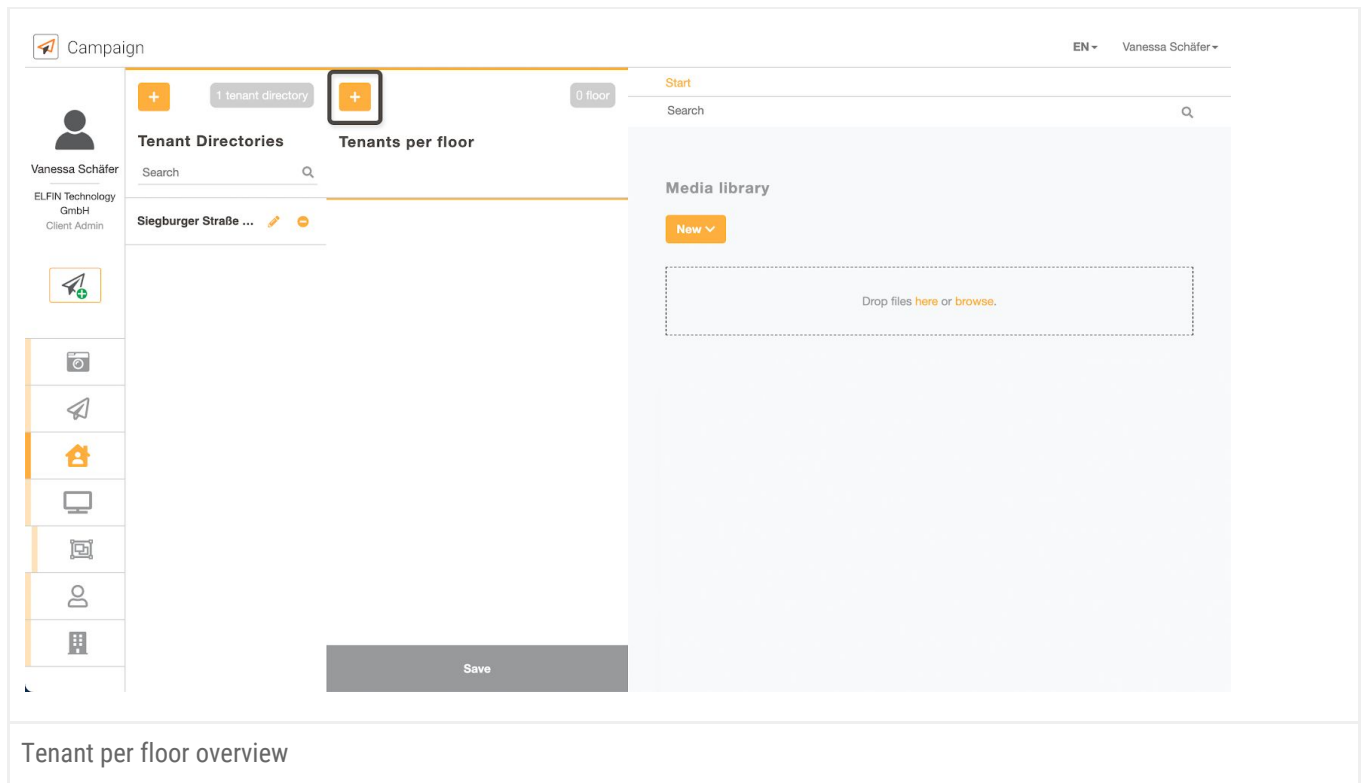 Campaign
EN
Vanessa Schäfer
Vanessa Schäfer
ELFIN Technology
GmbH
Client Admin
+
1 tenant directory
Tenant Directories
Search
Siegburger Straße ...
+
0 floor
Tenants per floor
Save
Start
Search
Media library
New
Drop files here or browse.
Tenant per floor overview